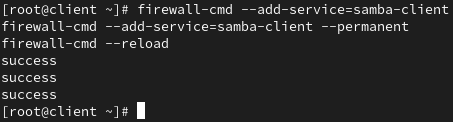 [root@client ~]# firewall-cmd --add-service=samba-client
firewall-cmd --add-service=samba-client --permanent
firewall-cmd --reload
success
success
success
[root@client ~]#